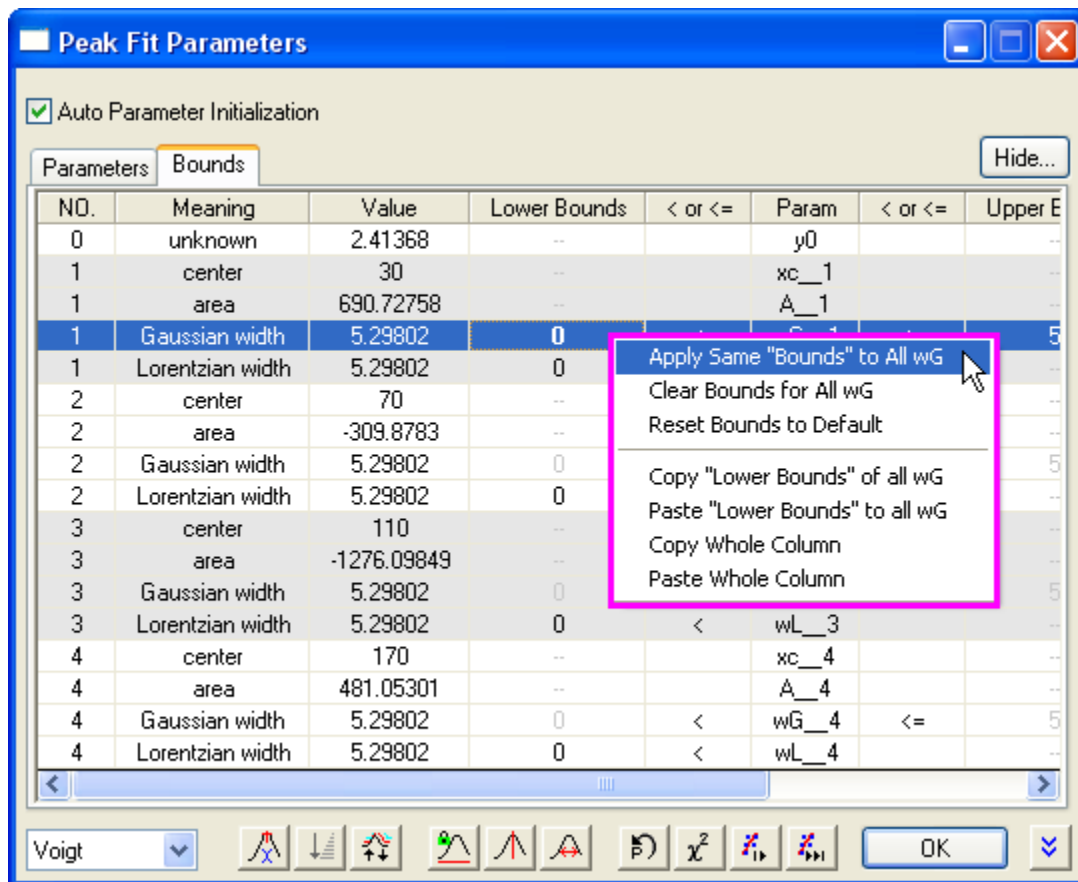 Peak Fit Parameters
Auto Parameter Initialization
Parameters Bounds Hide...
NO. Meaning Value Lower Bounds < or <= Param < or <= Upper
0 unknown 2.41368 -- y0 --
1 center 30 -- xc__1 --
1 area 690.72758 -- A__1 --
1 Gaussian width 5.29802 0 5
1 Lorentzian width 5.29802 0
2 center 70 --
2 area -309.8783 --
2 Gaussian width 5.29802 0 5
2 Lorentzian width 5.29802 0 --
3 center 110 --
3 area -1276.09849 --
3 Gaussian width 5.29802 0 5
3 Lorentzian width 5.29802 0 < wL__3 --
4 center 170 -- xc__4 --
4 area 481.05301 -- A__4 --
4 Gaussian width 5.29802 0 < wG__4 <= 5
4 Lorentzian width 5.29802 0 < wL__4 --
Apply Same "Bounds" to All wG
Clear Bounds for All wG
Reset Bounds to Default
Copy "Lower Bounds" of all wG
Paste "Lower Bounds" to all wG
Copy Whole Column
Paste Whole Column
Voigt OK